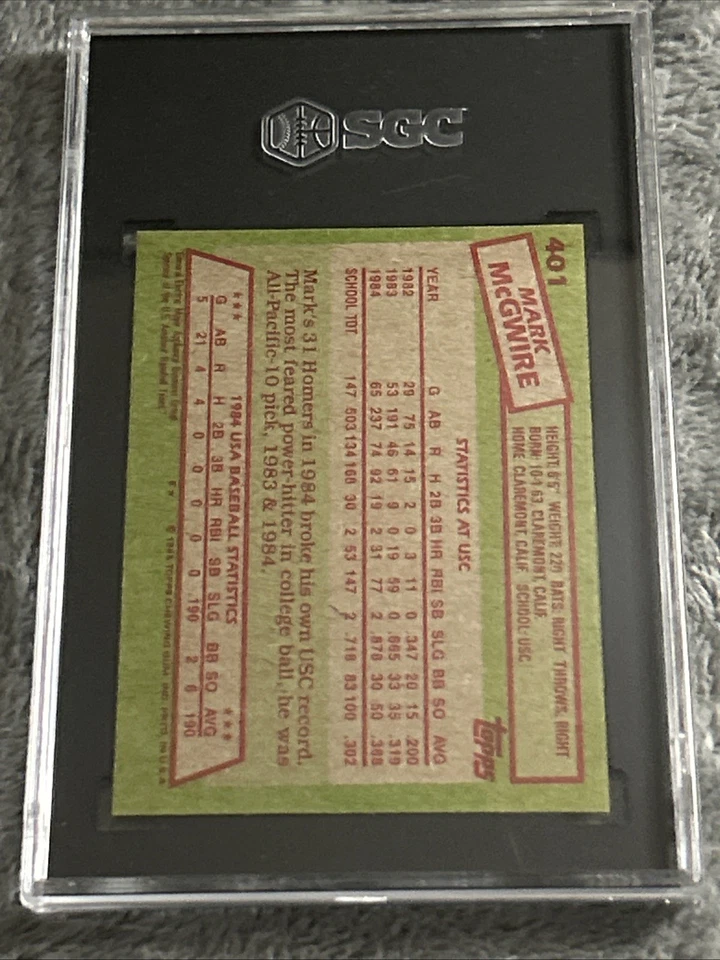 SGC
401
MARK
McGWIRE
HEIGHT: 6'5" WEIGHT: 220 BATS: RIGHT THROWS: RIGHT
BORN: 10-1-63, CLAREMONT, CALIF.
HOME: CLAREMONT, CALIF. SCHOOL: USC
Topps
STATISTICS AT USC
YEAR G AB R H 2B 3B HR RBI SB SLG BB SO AVG
1982 29 75 14 15 2 0 3 11 0 .347 20 15 .200
1983 53 191 46 61 9 0 19 59 0 .665 33 35 .319
1984 65 237 74 92 19 2 31 77 2 .878 30 50 .388
SCHOOL TOT. 147 503 134 168 30 2 53 147 2 .718 83 100 .302
Mark's 31 Homers in 1984 broke his own USC record.
The most feared power-hitter in college ball, he was
All-Pacific-10 pick, 1983 & 1984.
★★★ 1984 USA BASEBALL STATISTICS ★★★
G AB R H 2B 3B HR RBI SB SLG BB SO AVG
5 21 4 4 0 0 0 0 0 .190 2 6 .190
© 1985 TOPPS CHEWING GUM, INC. PRTD. IN U.S.A.